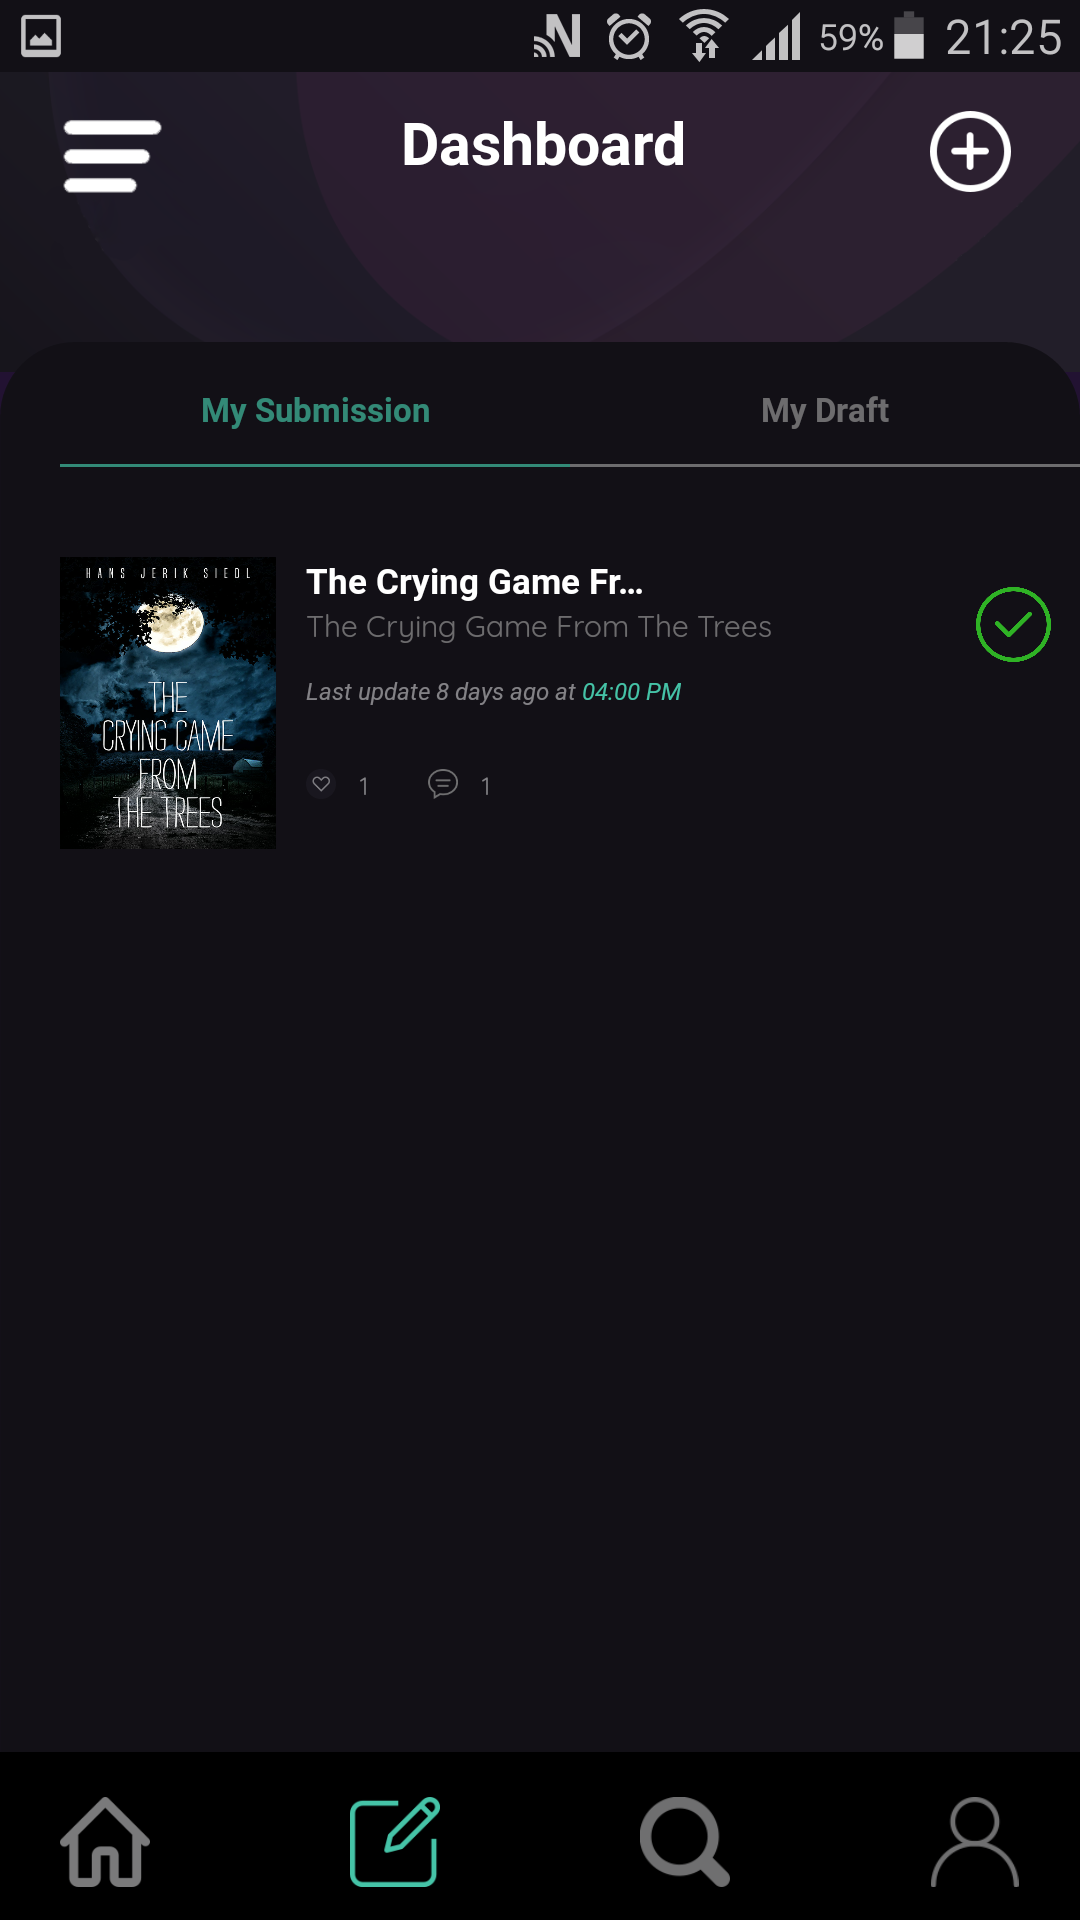 59% 21:25
Dashboard
My Submission My Draft
HANS JERIK SIEDL
THE
CRYING GAME
FROM
THE TREES
The Crying Game Fr...
The Crying Game From The Trees
Last update 8 days ago at 04:00 PM
1 1